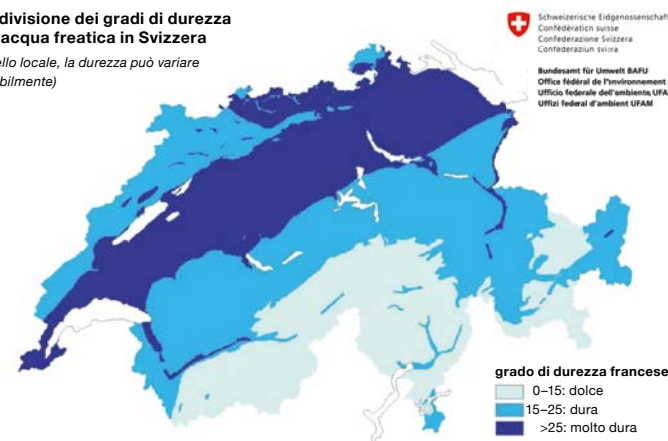 divisione dei gradi di durezza
acqua freatica in Svizzera
ello locale, la durezza può variare
bilmente)
Schweizerische Eidgenossenschaft
Confédération suisse
Confederazione Svizzera
Confederaziun svizra
Bundesamt für Umwelt BAFU
Office fédéral de l'environnement
Ufficio federale dell'ambiente UFA
Uffizi federal d'ambient UFAM
grado di durezza francese
0–15: dolce
15–25: dura
>25: molto dura